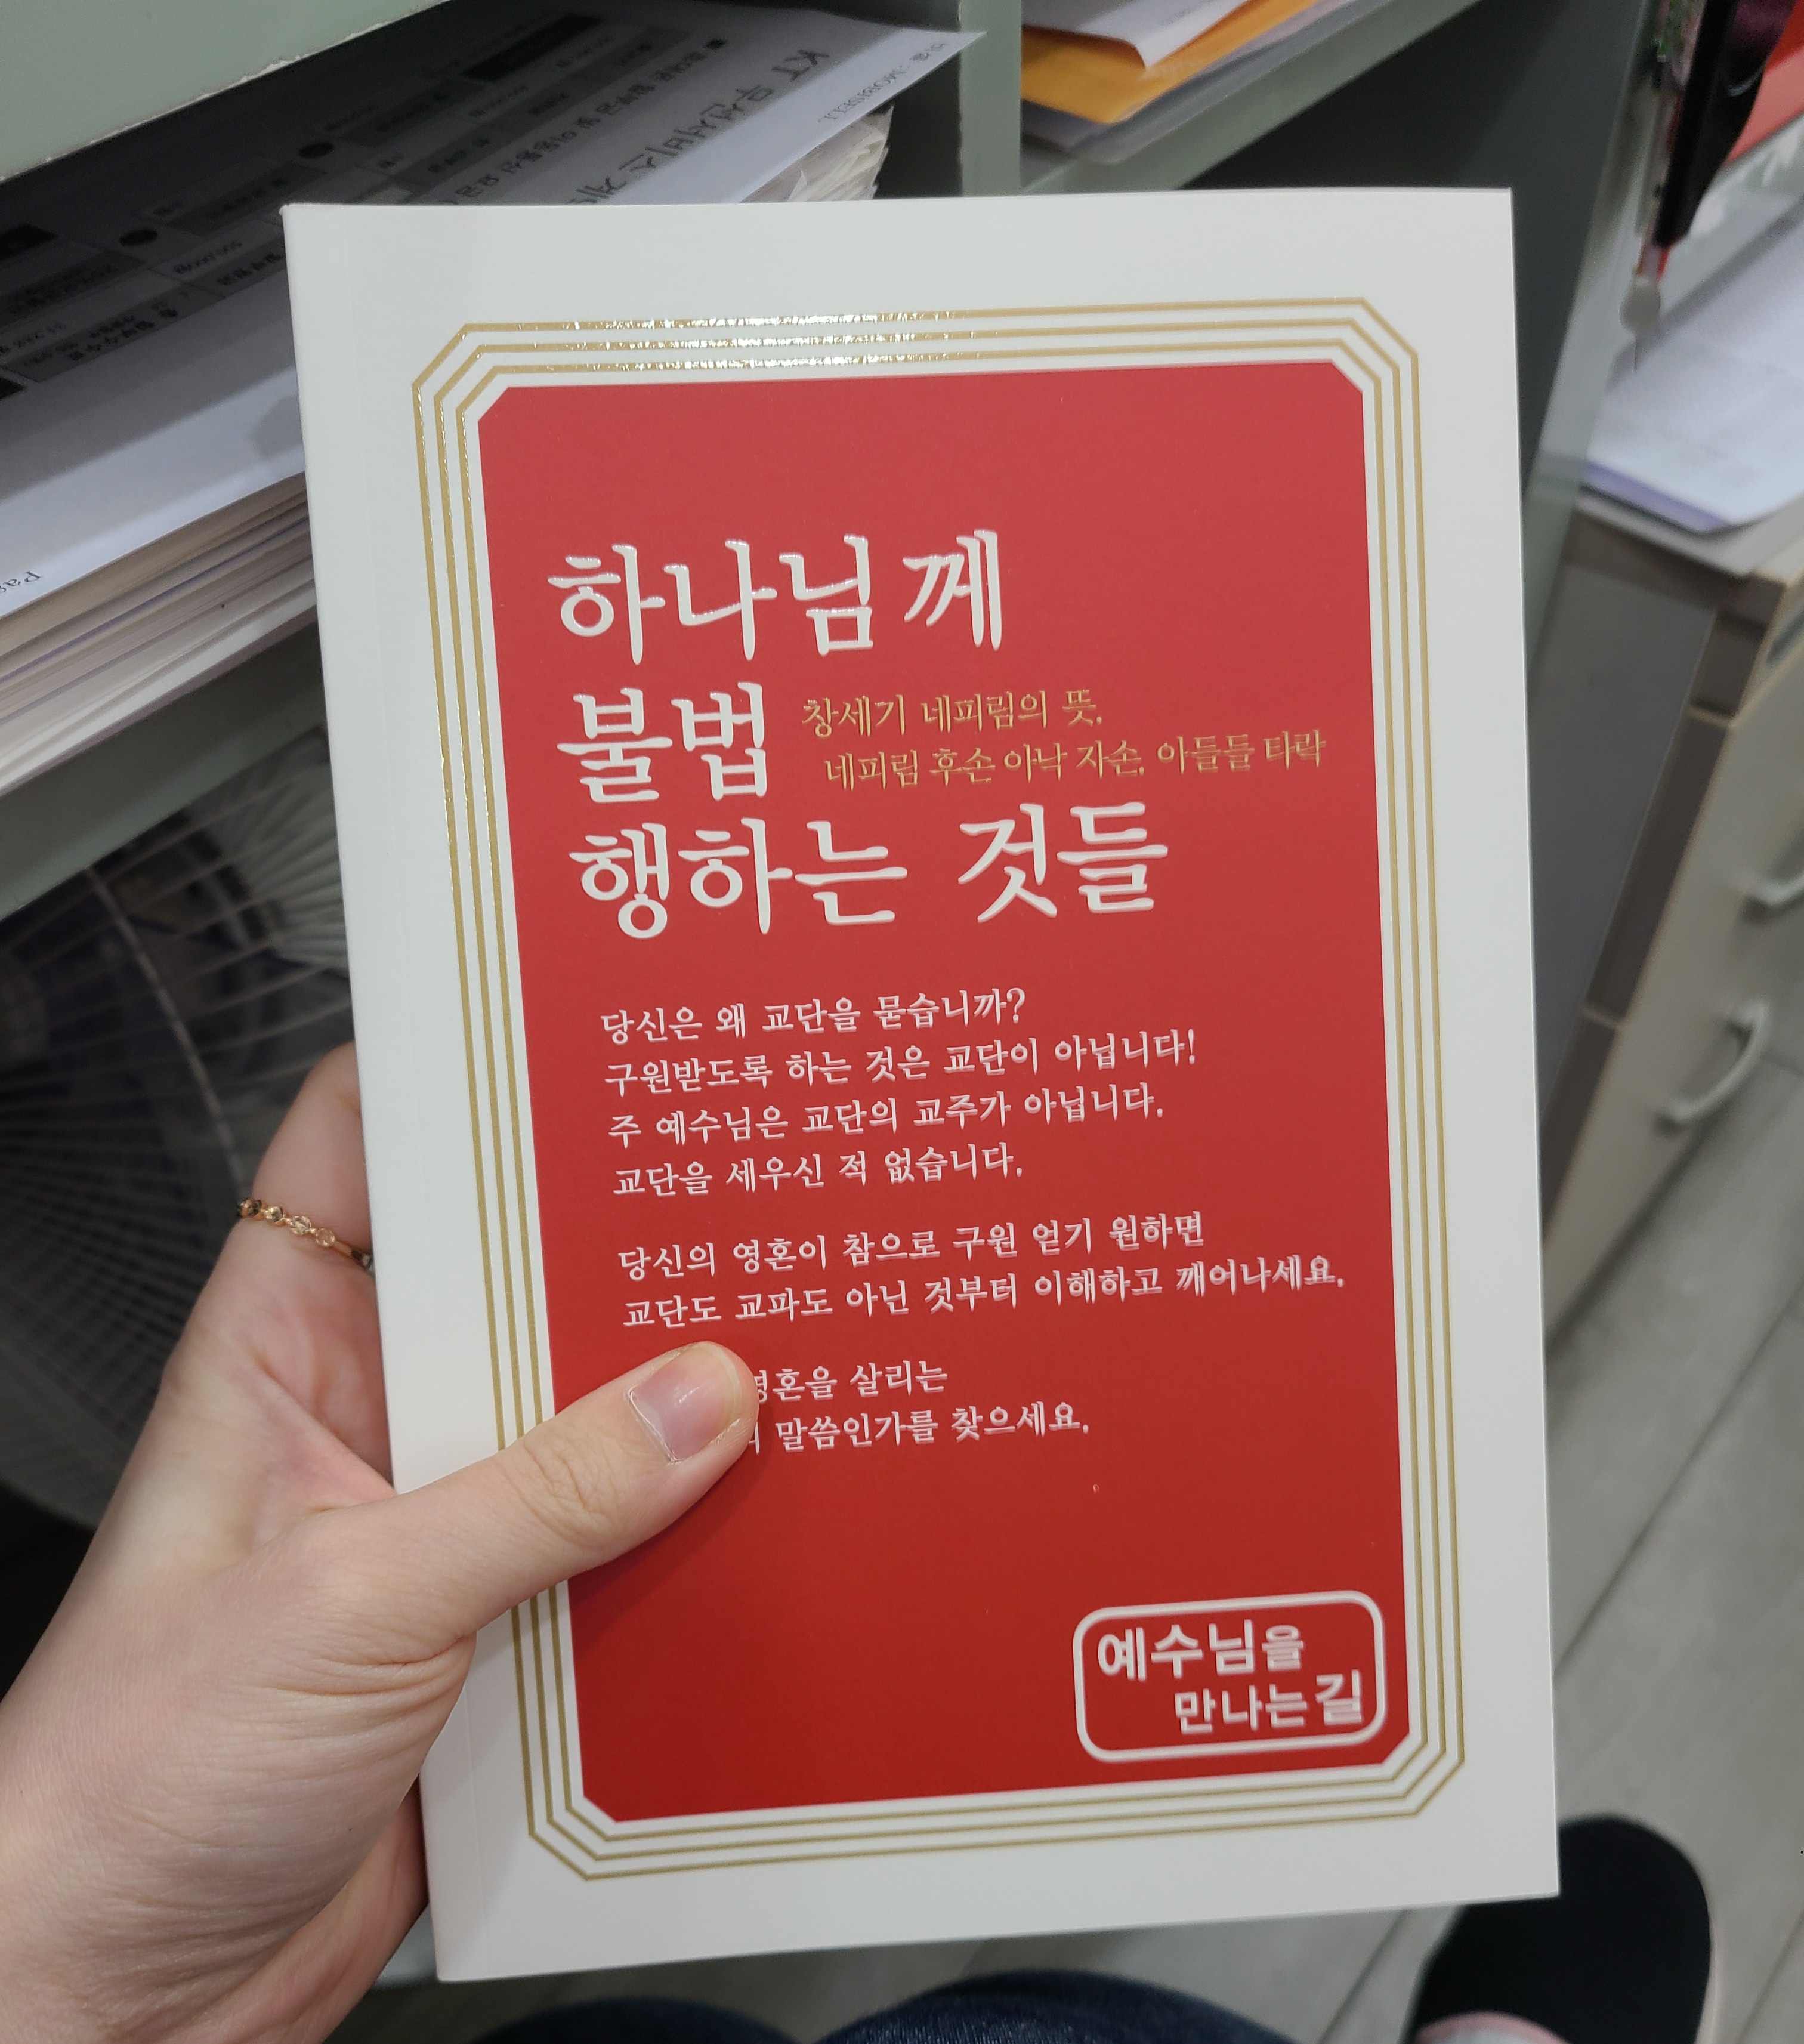 KT 무선서비스 계
하나님께
불법
창세기 네피림의 뜻,
네피림 후손 아낙 자손, 아들들 타락
행하는 것들
당신은 왜 교단을 묻습니까?
구원받도록 하는 것은 교단이 아닙니다!
주 예수님은 교단의 교주가 아닙니다.
교단을 세우신 적 없습니다.
당신의 영혼이 참으로 구원 얻기 원하면
교단도 교파도 아닌 것부터 이해하고 깨어나세요.
영혼을 살리는
말씀인가를 찾으세요.
예수님을
만나는 길